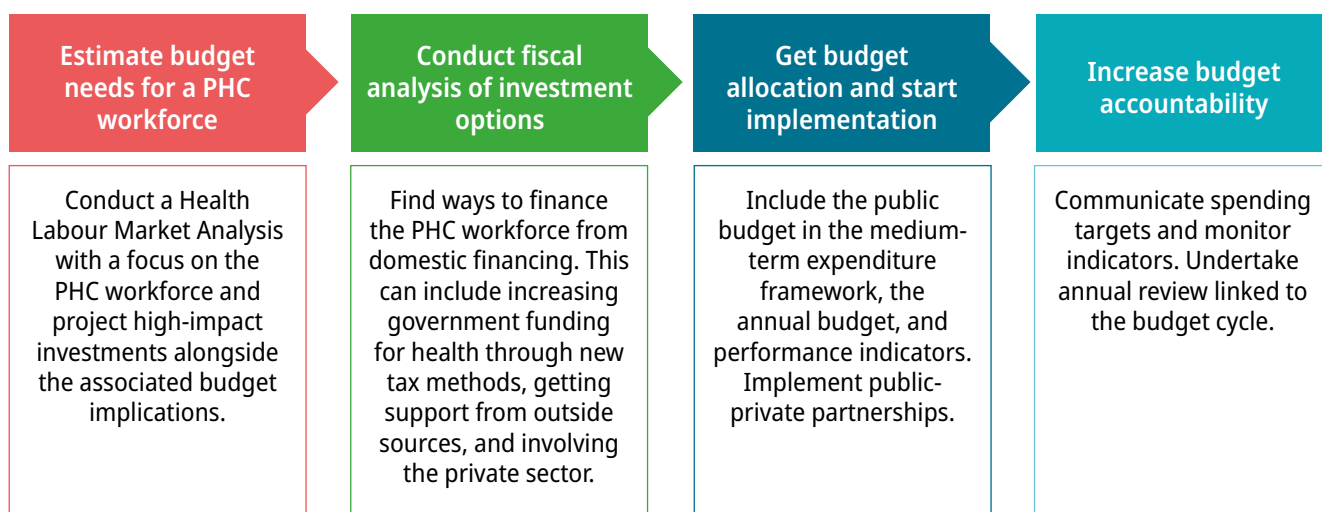 Estimate budget
needs for a PHC
workforce
Conduct a Health
Labour Market Analysis
with a focus on the
PHC workforce and
project high-impact
investments alongside
the associated budget
implications.
Conduct fiscal
analysis of investment
options
Find ways to finance
the PHC workforce from
domestic financing. This
can include increasing
government funding
for health through new
tax methods, getting
support from outside
sources, and involving
the private sector.
Get budget
allocation and start
implementation
Include the public
budget in the medium-
term expenditure
framework, the
annual budget, and
performance indicators.
Implement public-
private partnerships.
Increase budget
accountability
Communicate spending
targets and monitor
indicators. Undertake
annual review linked to
the budget cycle.